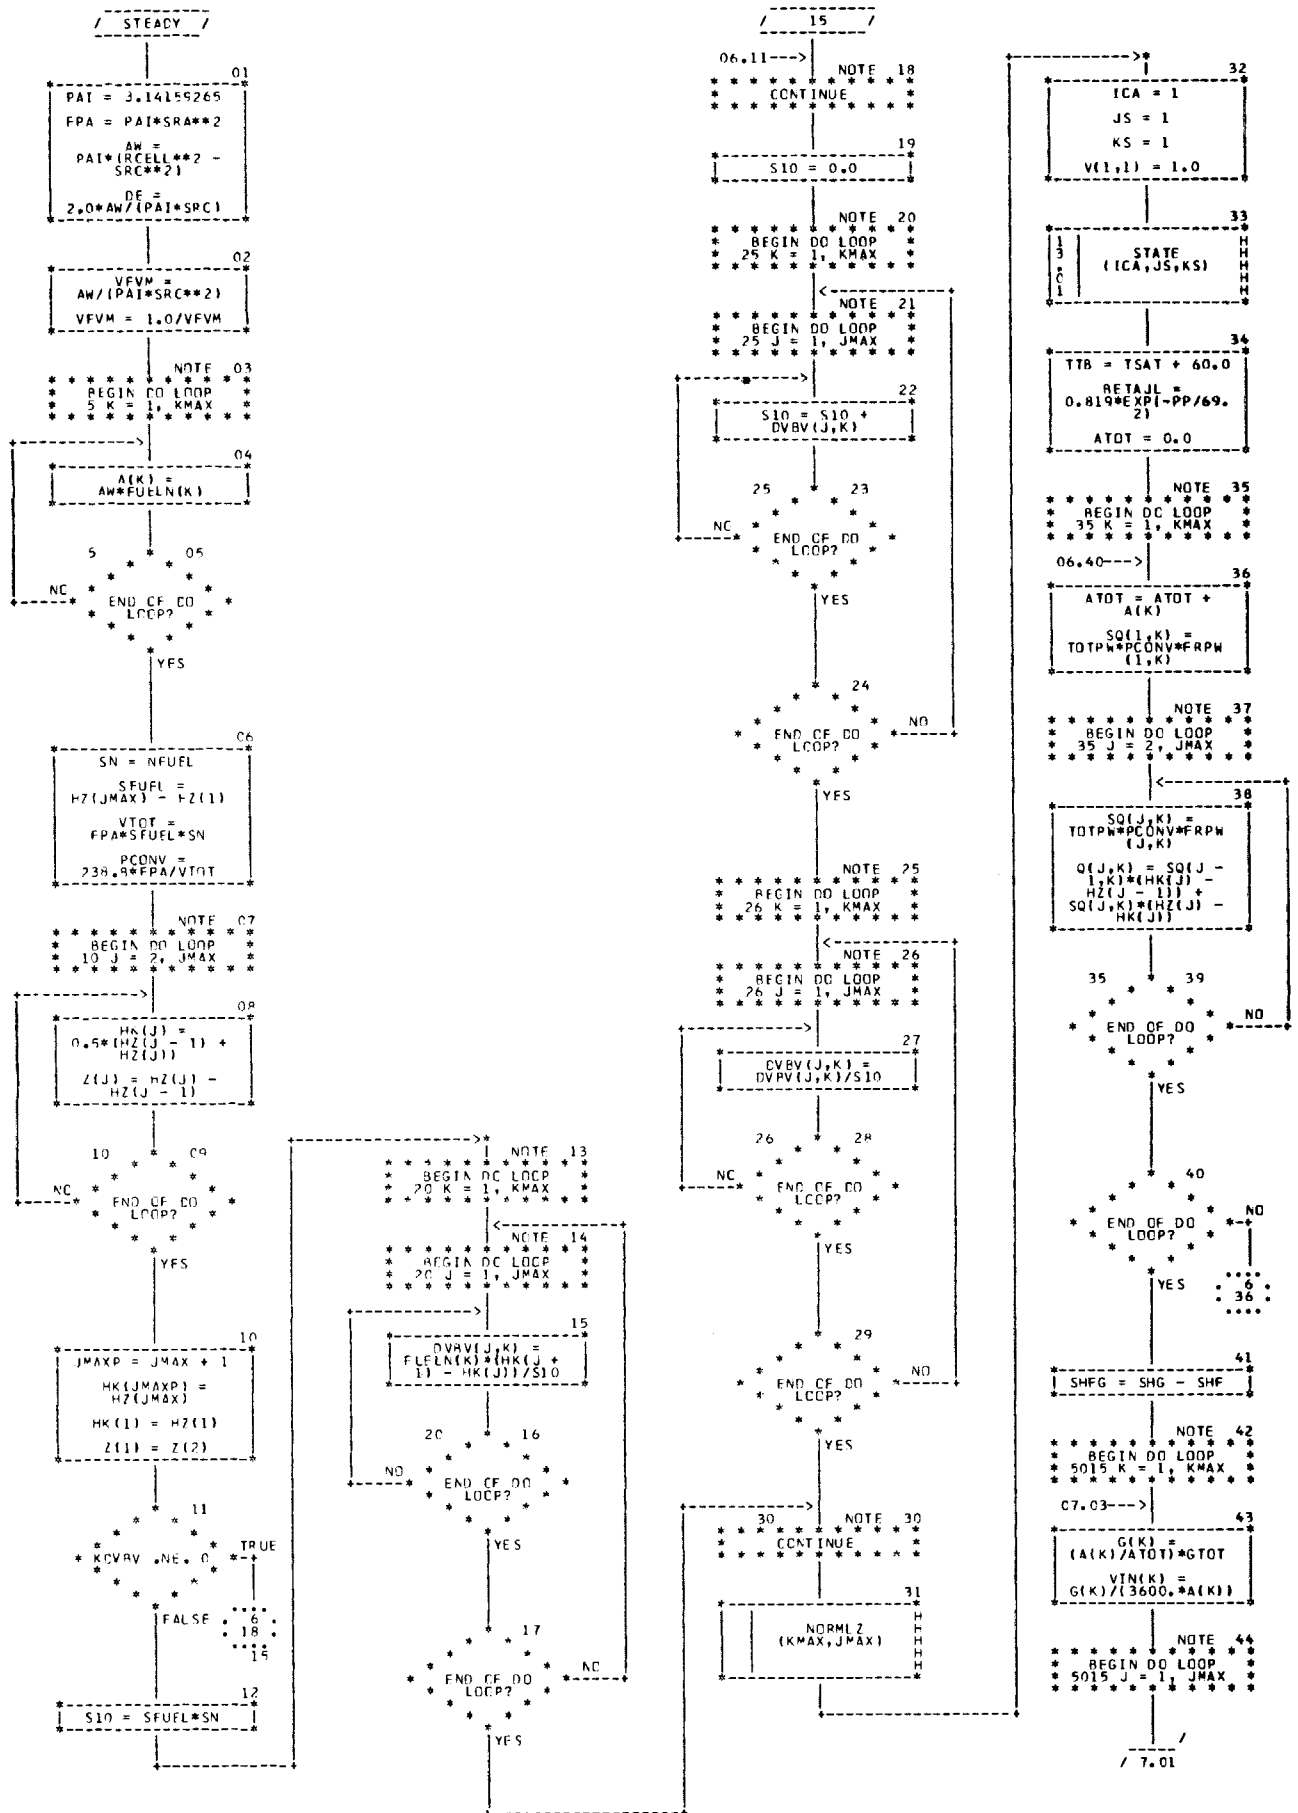 / STEADY /
01
PAI = 3.14159265
FPA = PAI*SRA**2
AW =
PAI*(RCELL**2 -
SRC**2)
DE =
2.0*AW/(PAI*SRC)
02
VFVM =
AW/(PAI*SRC**2)
VFVM = 1.0/VFVM
NOTE 03
BEGIN DO LOOP
5 K = 1, KMAX
04
A(K) =
AW*FUELN(K)
5 05
NO
END OF DO
LOOP?
YES
06
SN = NFUEL
SFUEL =
HZ(JMAX) - HZ(1)
VTOT =
FPA*SFUEL*SN
PCONV =
238.8*FPA/VTOT
NOTE 07
BEGIN DO LOOP
10 J = 2, JMAX
08
HK(J) =
0.5*(HZ(J - 1) +
HZ(J))
Z(J) = HZ(J) -
HZ(J - 1)
10 09
NO
END OF DO
LOOP?
YES
10
JMAXP = JMAX + 1
HK(JMAXP) =
HZ(JMAX)
HK(1) = HZ(1)
Z(1) = Z(2)
11
KDVBV .NE. 0
TRUE
FALSE
6
18
15
12
S10 = SFUEL*SN
NOTE 13
BEGIN DO LOOP
20 K = 1, KMAX
NOTE 14
BEGIN DO LOOP
20 J = 1, JMAX
15
DVBV(J,K) =
FUELN(K)*(HK(J +
1) - HK(J))/S10
20 16
NO
END OF DO
LOOP?
YES
17
END OF DO
LOOP?
NO
YES
/ 15 /
06.11--->
NOTE 18
CONTINUE
19
S10 = 0.0
NOTE 20
BEGIN DO LOOP
25 K = 1, KMAX
NOTE 21
BEGIN DO LOOP
25 J = 1, JMAX
22
S10 = S10 +
DVBV(J,K)
25 23
NO
END OF DO
LOOP?
YES
24
END OF DO
LOOP?
NO
YES
NOTE 25
BEGIN DO LOOP
26 K = 1, KMAX
NOTE 26
BEGIN DO LOOP
26 J = 1, JMAX
27
DVBV(J,K) =
DVBV(J,K)/S10
26 28
NO
END OF DO
LOOP?
YES
29
END OF DO
LOOP?
NO
YES
30 NOTE 30
CONTINUE
31
NORMLZ
(KMAX,JMAX)
32
ICA = 1
JS = 1
KS = 1
V(1,1) = 1.0
33
13.01
STATE
(ICA,JS,KS)
34
TTB = TSAT + 60.0
BETAJL =
0.819*EXP(-PP/69.
2)
ATOT = 0.0
NOTE 35
BEGIN DO LOOP
35 K = 1, KMAX
06.40--->
36
ATOT = ATOT +
A(K)
SQ(1,K) =
TOTPW*PCONV*FRPW
(1,K)
NOTE 37
BEGIN DO LOOP
35 J = 2, JMAX
38
SQ(J,K) =
TOTPW*PCONV*FRPW
(J,K)
Q(J,K) = SQ(J -
1,K)*(HK(J) -
HZ(J - 1)) +
SQ(J,K)*(HZ(J) -
HK(J))
35 39
END OF DO
LOOP?
NO
YES
40
END OF DO
LOOP?
NO
YES
6
36
41
SHFG = SHG - SHF
NOTE 42
BEGIN DO LOOP
5015 K = 1, KMAX
07.03--->
43
G(K) =
(A(K)/ATOT)*GTOT
VIN(K) =
G(K)/(3600.*A(K))
NOTE 44
BEGIN DO LOOP
5015 J = 1, JMAX
/ 7.01 /